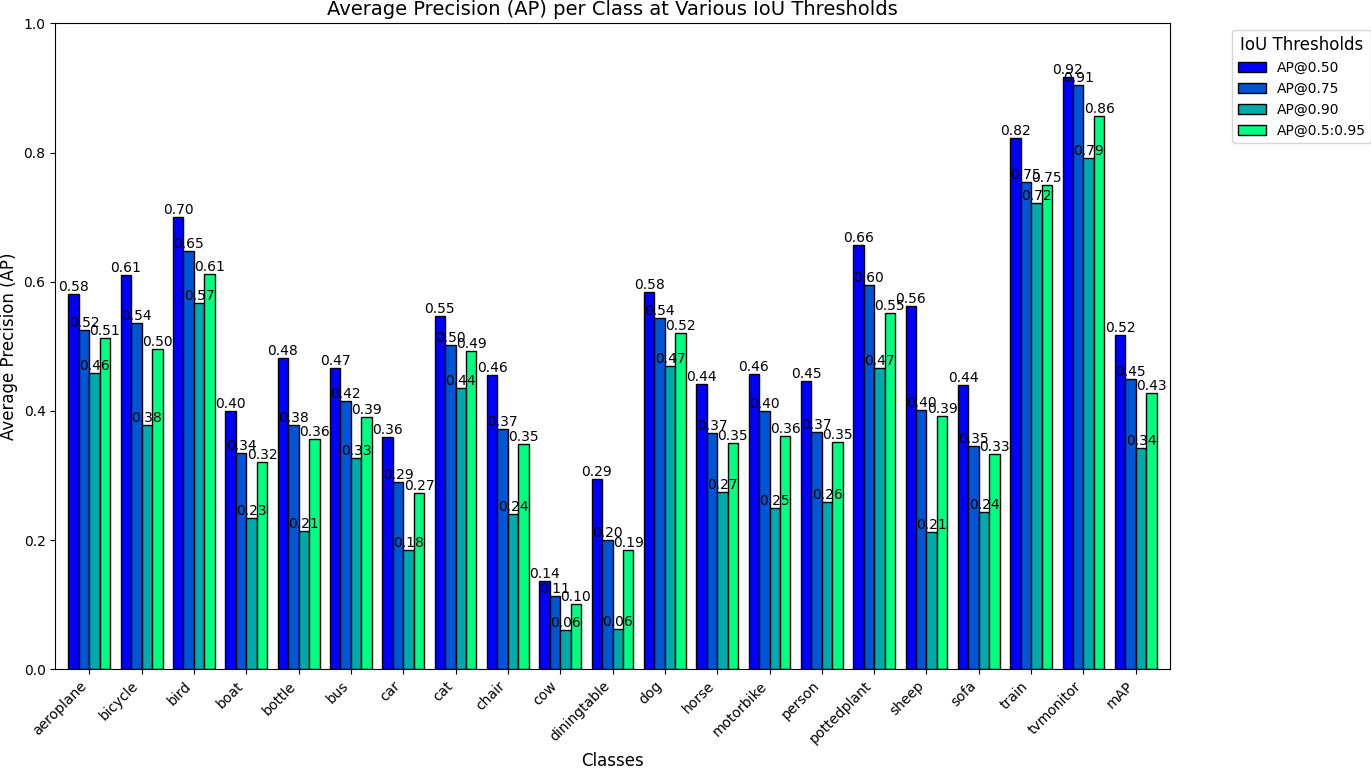 Average Precision (AP) per Class at Various IoU Thresholds
IoU Thresholds
AP@0.50
AP@0.75
AP@0.90
AP@0.5:0.95
Average Precision (AP)
1.0
0.8
0.6
0.4
0.2
0.0
0.58 0.52 0.46 0.51
0.61 0.54 0.38 0.50
0.70 0.65 0.57 0.61
0.40 0.34 0.23 0.32
0.48 0.38 0.21 0.36
0.47 0.42 0.33 0.39
0.36 0.29 0.18 0.27
0.55 0.50 0.44 0.49
0.46 0.37 0.24 0.35
0.14 0.11 0.06 0.10
0.29 0.20 0.06 0.19
0.58 0.54 0.47 0.52
0.44 0.37 0.27 0.35
0.46 0.40 0.25 0.36
0.45 0.37 0.26 0.35
0.66 0.60 0.47 0.55
0.56 0.40 0.21 0.39
0.44 0.35 0.24 0.33
0.82 0.75 0.72 0.75
0.92 0.91 0.79 0.86
0.52 0.45 0.34 0.43
aeroplane
bicycle
bird
boat
bottle
bus
car
cat
chair
cow
diningtable
dog
horse
motorbike
person
pottedplant
sheep
sofa
train
tvmonitor
mAP
Classes